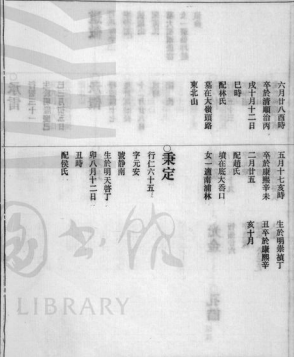 六月廿八酉時
卒於清順治丙
戌十月十二日
巳時
配林氏
墓在大嶺頭路
東北山
五月十七亥時
卒於康熙辛未
二月廿五
配趙氏
墳在底大岙口
女一適南浦林
○秉定
行仁六十五
字元安
號靜南
生於明天啓丁
卯八月十二日
丑時
配侯氏
生於明崇禎丁
丑卒於康熙辛
亥十月
LIBRARY